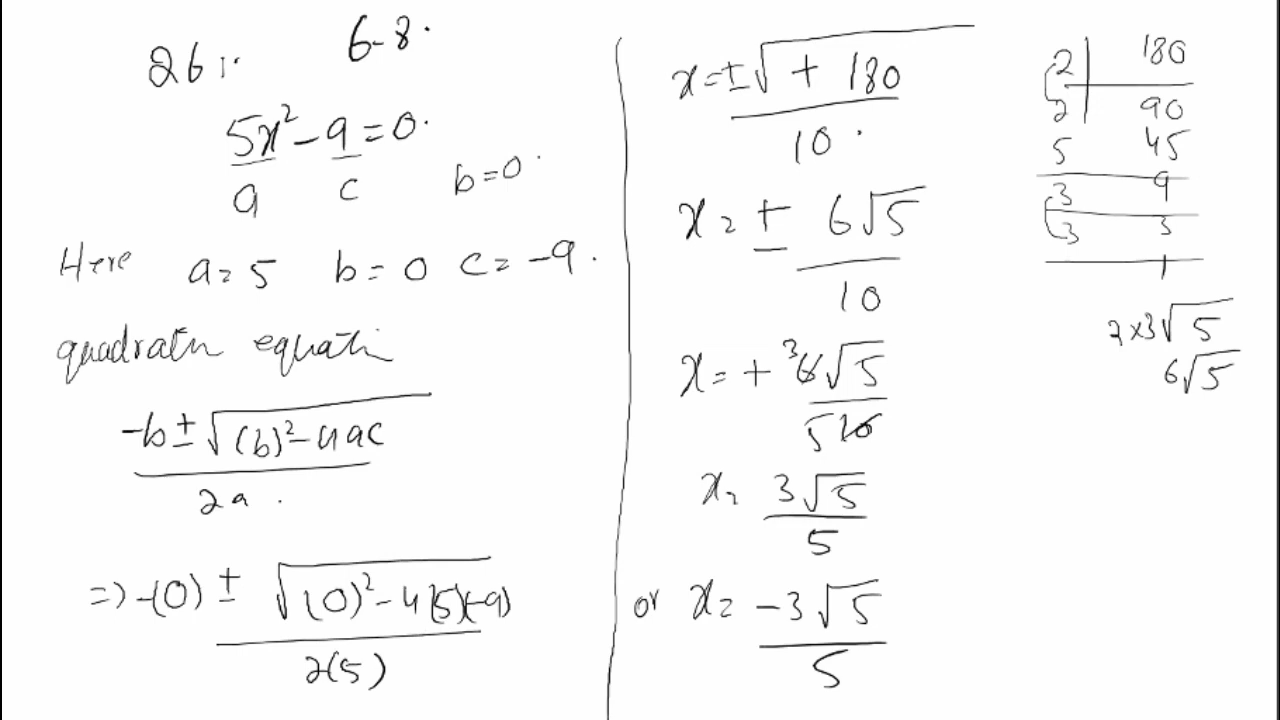 26:. 6-8.
5x² - 9 = 0.
a c b = 0.
Here a = 5 b = 0 c = -9.
-b ± √(b)² - 4ac
2a.
=> -(0) ± √(0)² - 4(5)(-9)
2(5)
x = ± √+ 180
10.
x = ± 6√5
10
x = + 3 6√5
5 10
x = 3√5
5
or x = -3√5
5
2 180
2 90
5 45
3 9
3 3
1
2×3√5
6√5